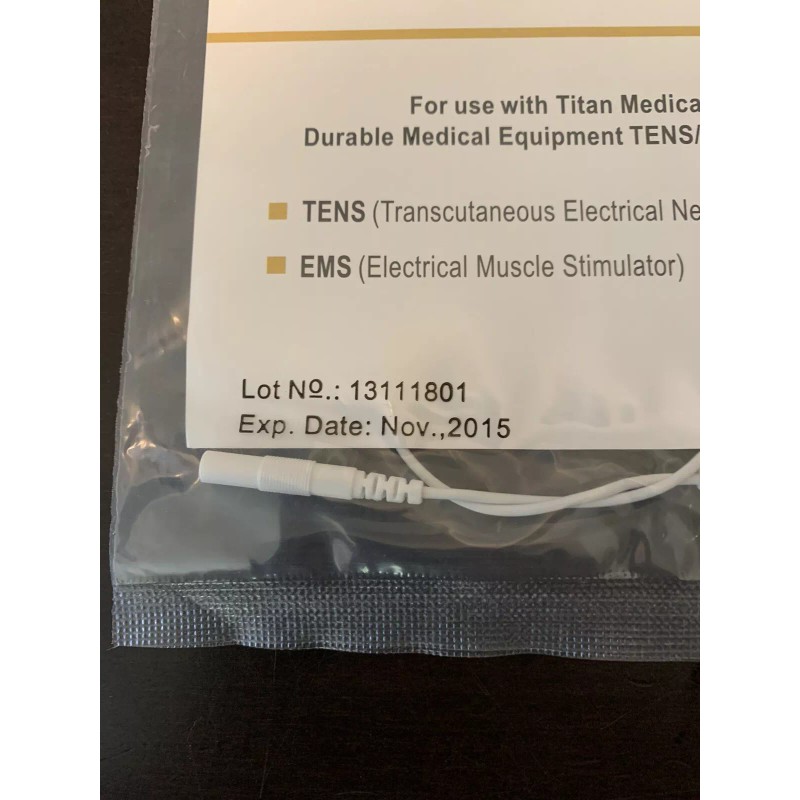 For use with Titan Medica
Durable Medical Equipment TENS/
TENS (Transcutaneous Electrical Ne
EMS (Electrical Muscle Stimulator)
Lot Nº.: 13111801
Exp. Date: Nov.,2015